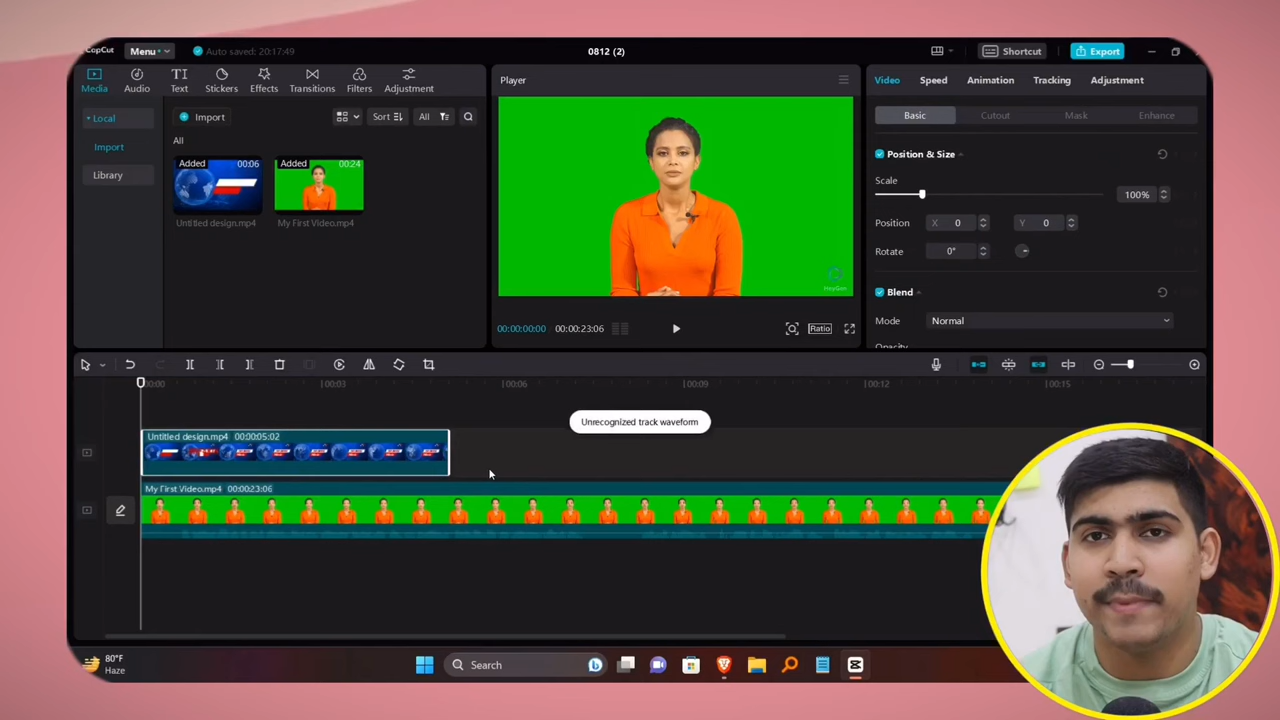 CapCut Menu Auto saved: 20:17:49 0812 (2) Shortcut Export
Media Audio Text Stickers Effects Transitions Filters Adjustment
Local
Import
Library
Import Sort All
All
Added 00:06 Added 00:24
Untitled design.mp4 My First Video.mp4
Player
HeyGen
00:00:00:00 00:00:23:06 Ratio
Video Speed Animation Tracking Adjustment
Basic Cutout Mask Enhance
Position & Size
Scale
100%
Position X 0 Y 0
Rotate 0°
Blend
Mode Normal
Opacity
00:00 00:03 00:06 00:09 00:12 00:15
Unrecognized track waveform
Untitled design.mp4 00:00:05:02
My First Video.mp4 00:00:23:06
80°F
Haze
Search